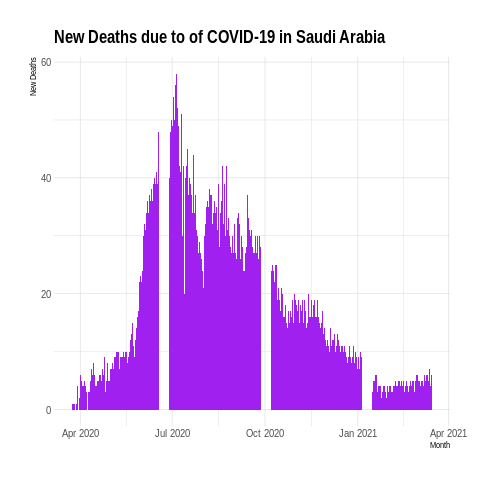 New Deaths due to of COVID-19 in Saudi Arabia
New Deaths
60
40
20
0
Apr 2020 Jul 2020 Oct 2020 Jan 2021 Apr 2021
Month